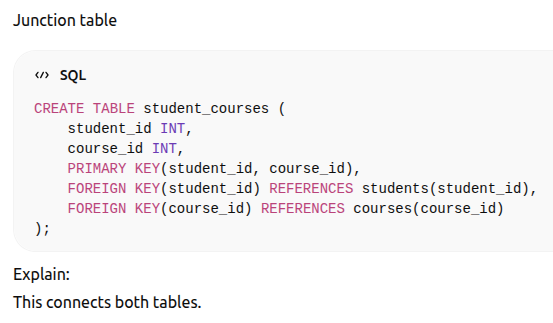 Junction table
</> SQL
CREATE TABLE student_courses (
    student_id INT,
    course_id INT,
    PRIMARY KEY(student_id, course_id),
    FOREIGN KEY(student_id) REFERENCES students(student_id),
    FOREIGN KEY(course_id) REFERENCES courses(course_id)
);
Explain:
This connects both tables.